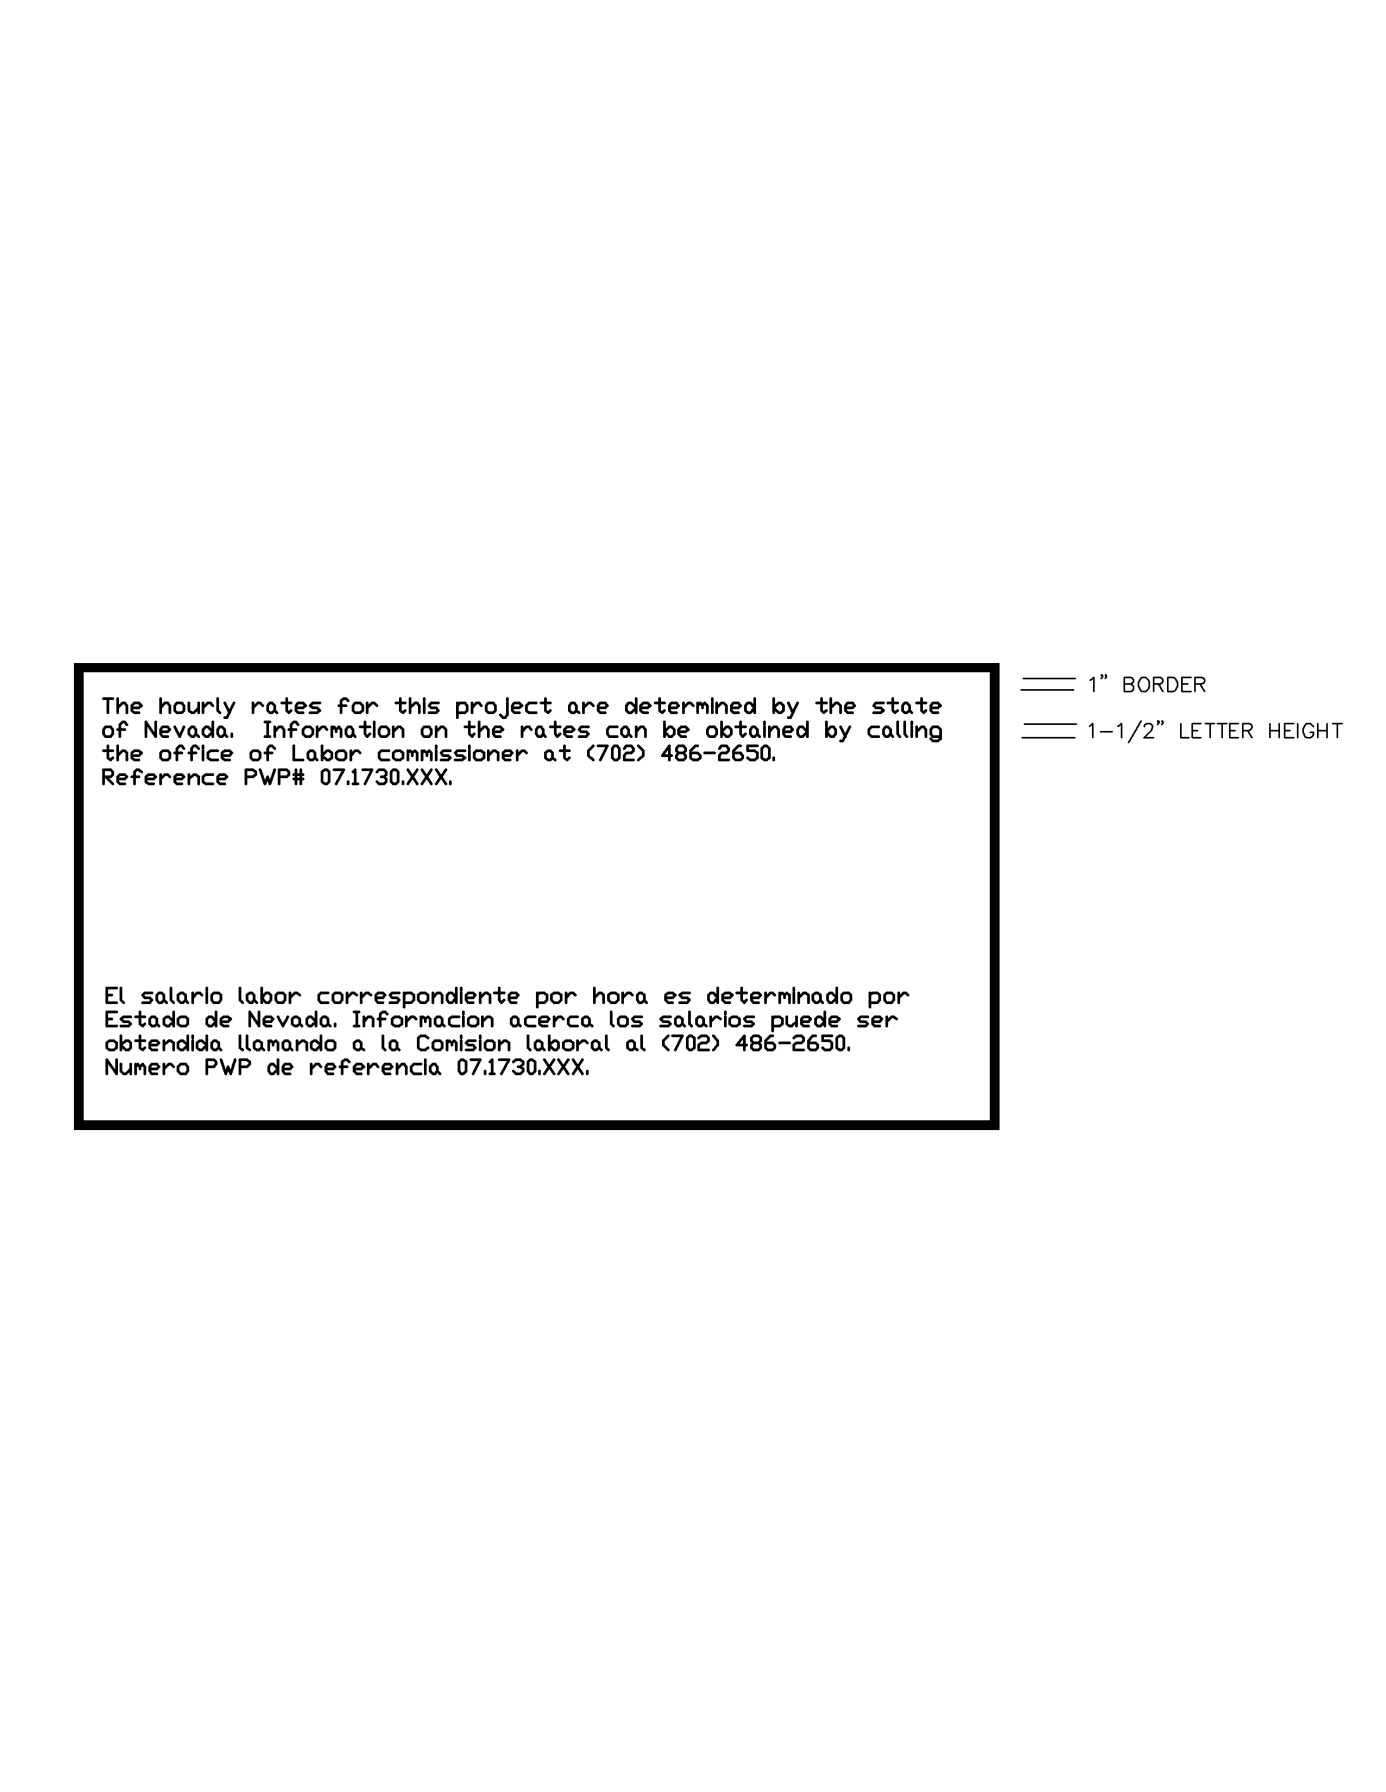 The hourly rates for this project are determined by the state
of Nevada. Information on the rates can be obtained by calling
the office of Labor commissioner at (702) 486-2650.
Reference PWP# 07.1730.XXX.
El salario labor correspondiente por hora es determinado por
Estado de Nevada. Informacion acerca los salarios puede ser
obtendida llamando a la Comision laboral al (702) 486-2650.
Numero PWP de referencia 07.1730.XXX.
1" BORDER
1-1/2" LETTER HEIGHT